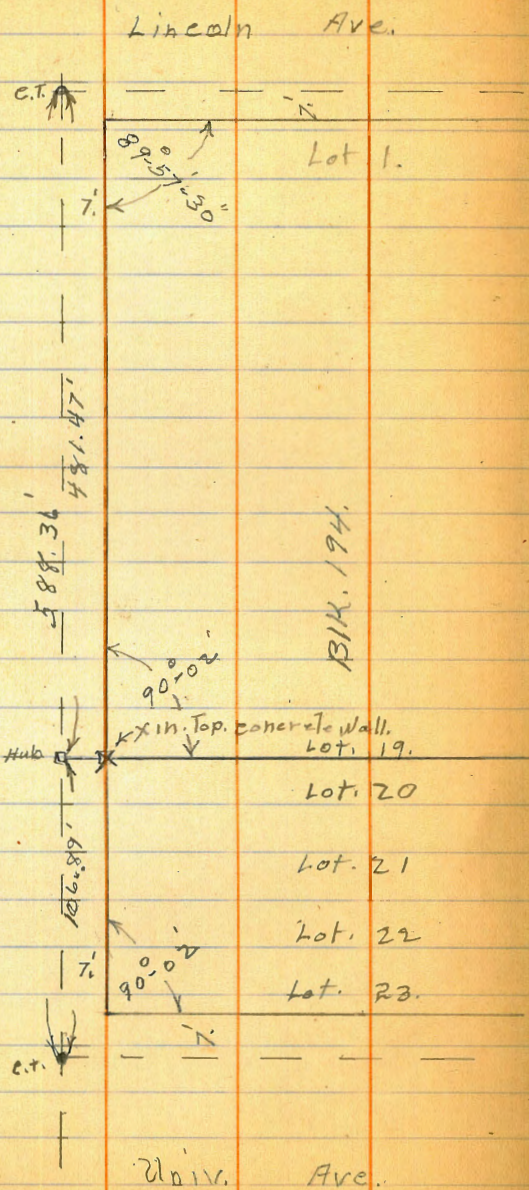 Lincoln Ave.
C.T.
7'
Lot 1.
89°-57'-30"
7.'
481.47'
588.36'
Blk. 194.
90°-02'
X in. Top. concrete Wall.
Hub
Lot. 19.
Lot. 20
106.89'
Lot. 21
Lot. 22
7.'
90°-02'
Lot. 23.
7.'
C.T.
Univ. Ave.